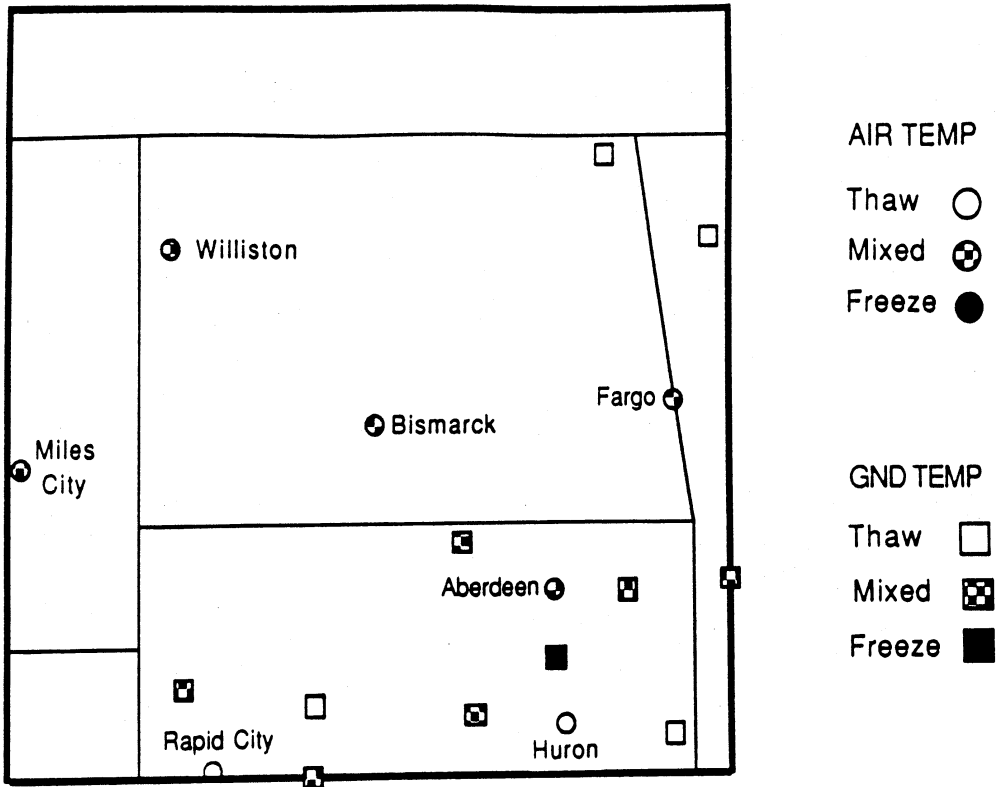 AIR TEMP
Thaw
Mixed
Freeze
Williston
Fargo
Bismarck
Miles
City
GND TEMP
Thaw
Mixed
Freeze
Aberdeen
Rapid City
Huron